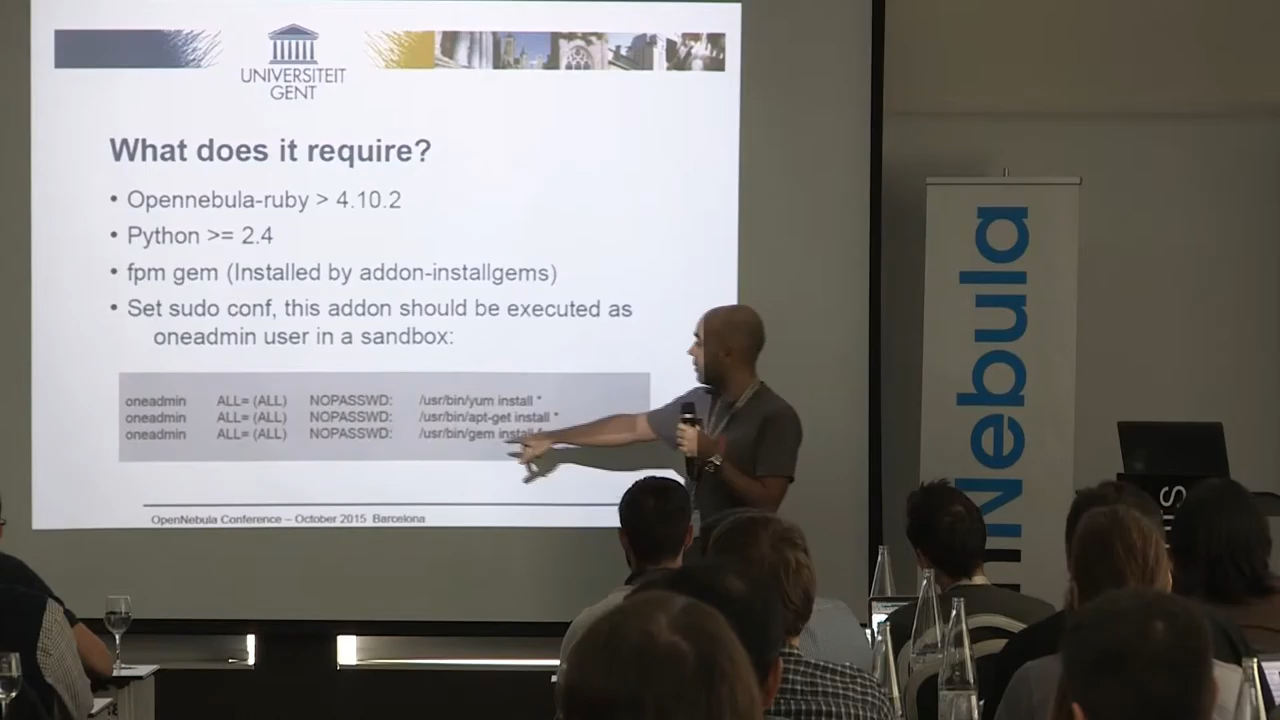 UNIVERSITEIT
GENT
What does it require?
• Opennebula-ruby > 4.10.2
• Python >= 2.4
• fpm gem (Installed by addon-installgems)
• Set sudo conf, this addon should be executed as
oneadmin user in a sandbox:
oneadmin ALL= (ALL) NOPASSWD: /usr/bin/yum install *
oneadmin ALL= (ALL) NOPASSWD: /usr/bin/apt-get install *
oneadmin ALL= (ALL) NOPASSWD: /usr/bin/gem install
OpenNebula Conference – October 2015 Barcelona
Nebula